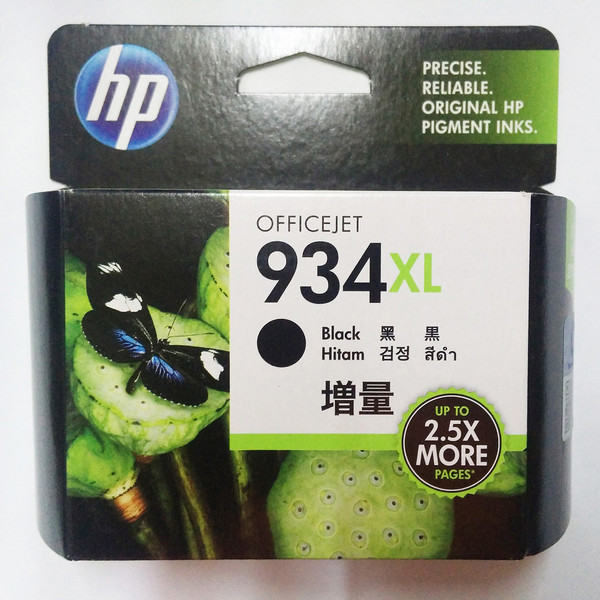 hp
PRECISE.
RELIABLE.
ORIGINAL HP
PIGMENT INKS.
OFFICEJET
934XL
Black 黑 黒
Hitam 검정 สีดำ
増量
UP TO
2.5X
MORE
PAGES*